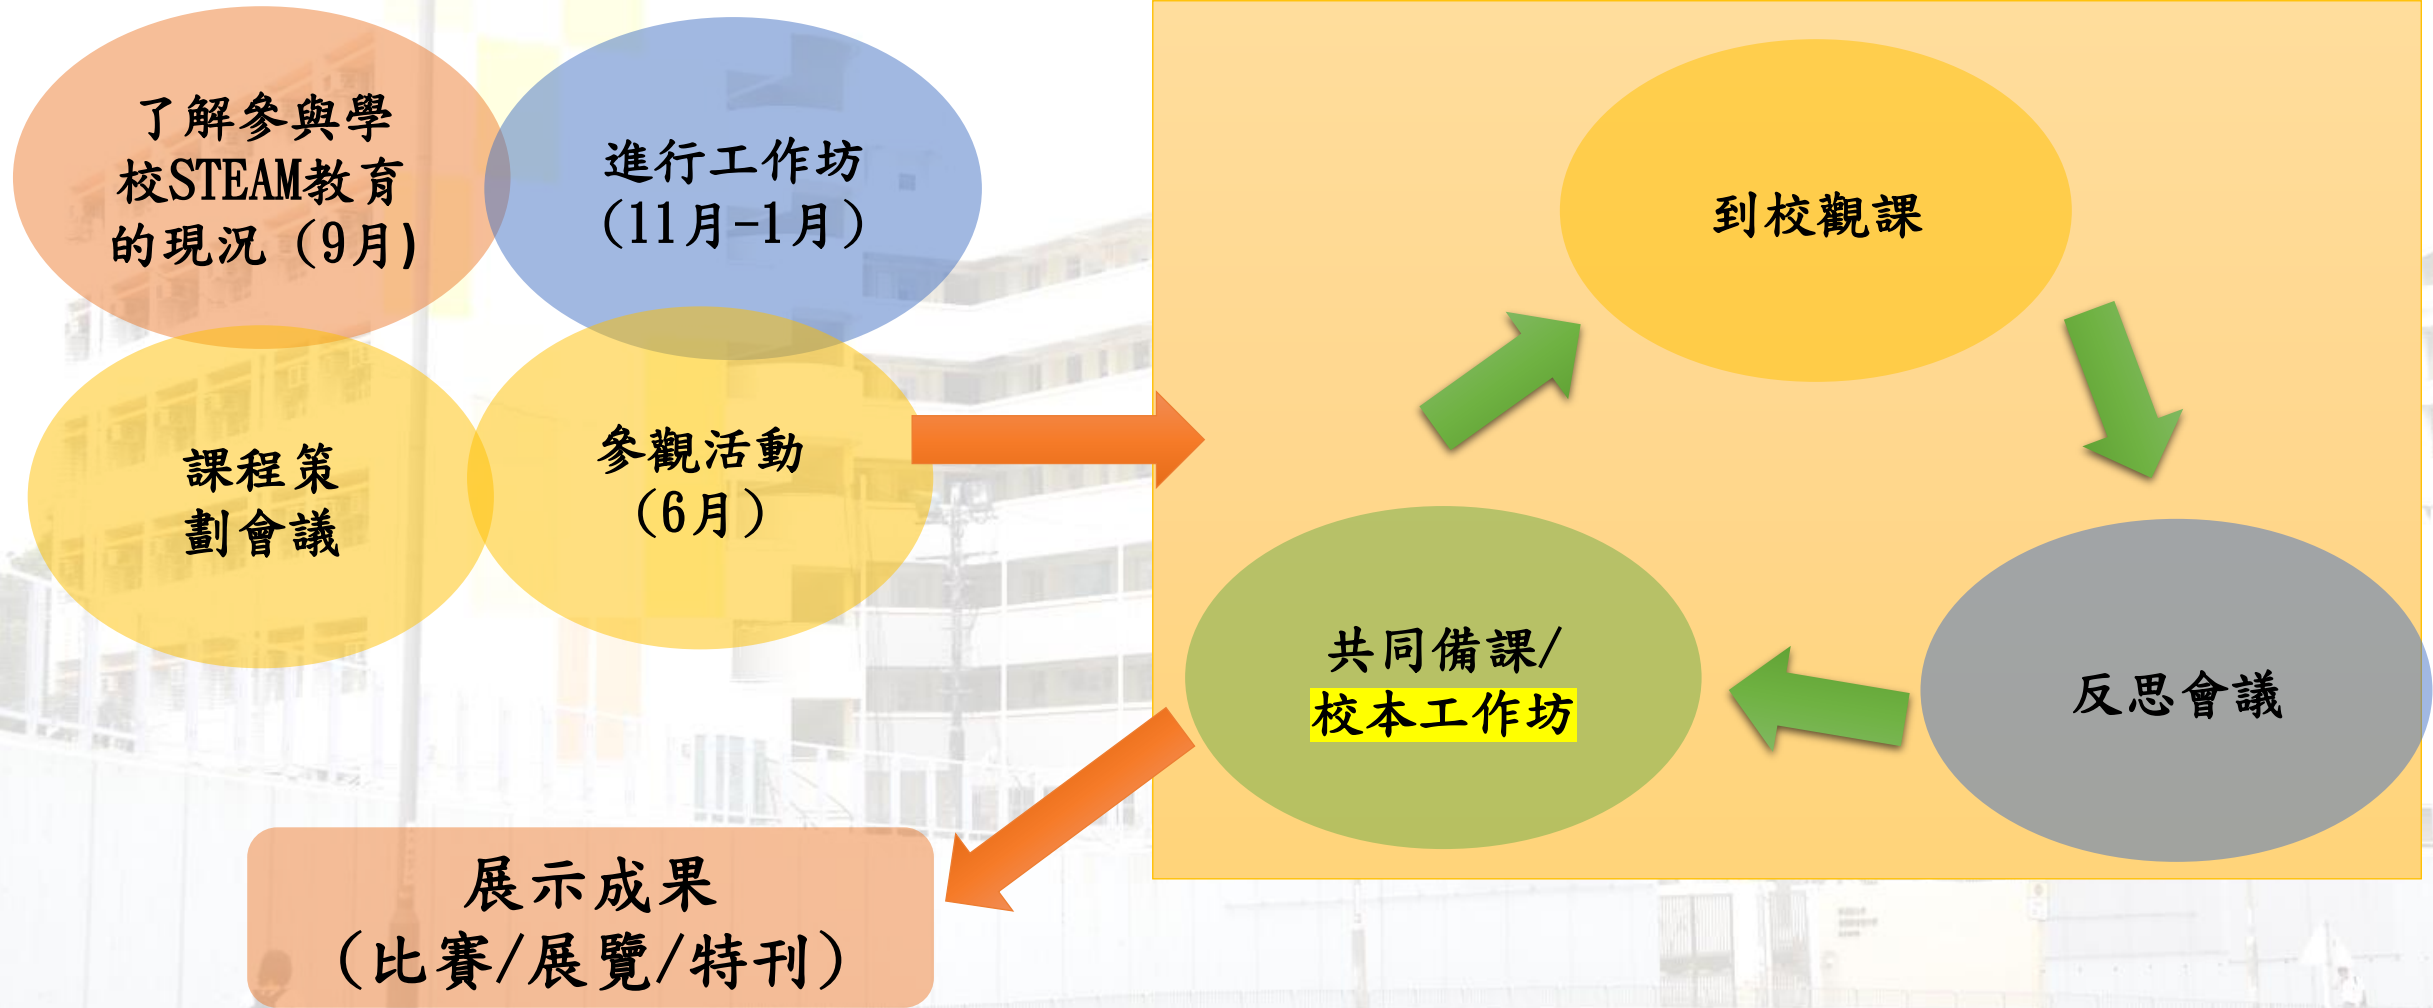 了解參與學
校STEAM教育
的現況（9月)
進行工作坊
（11月-1月）
課程策
劃會議
參觀活動
（6月）
到校觀課
共同備課/
校本工作坊
反思會議
展示成果
（比賽/展覽/特刊）